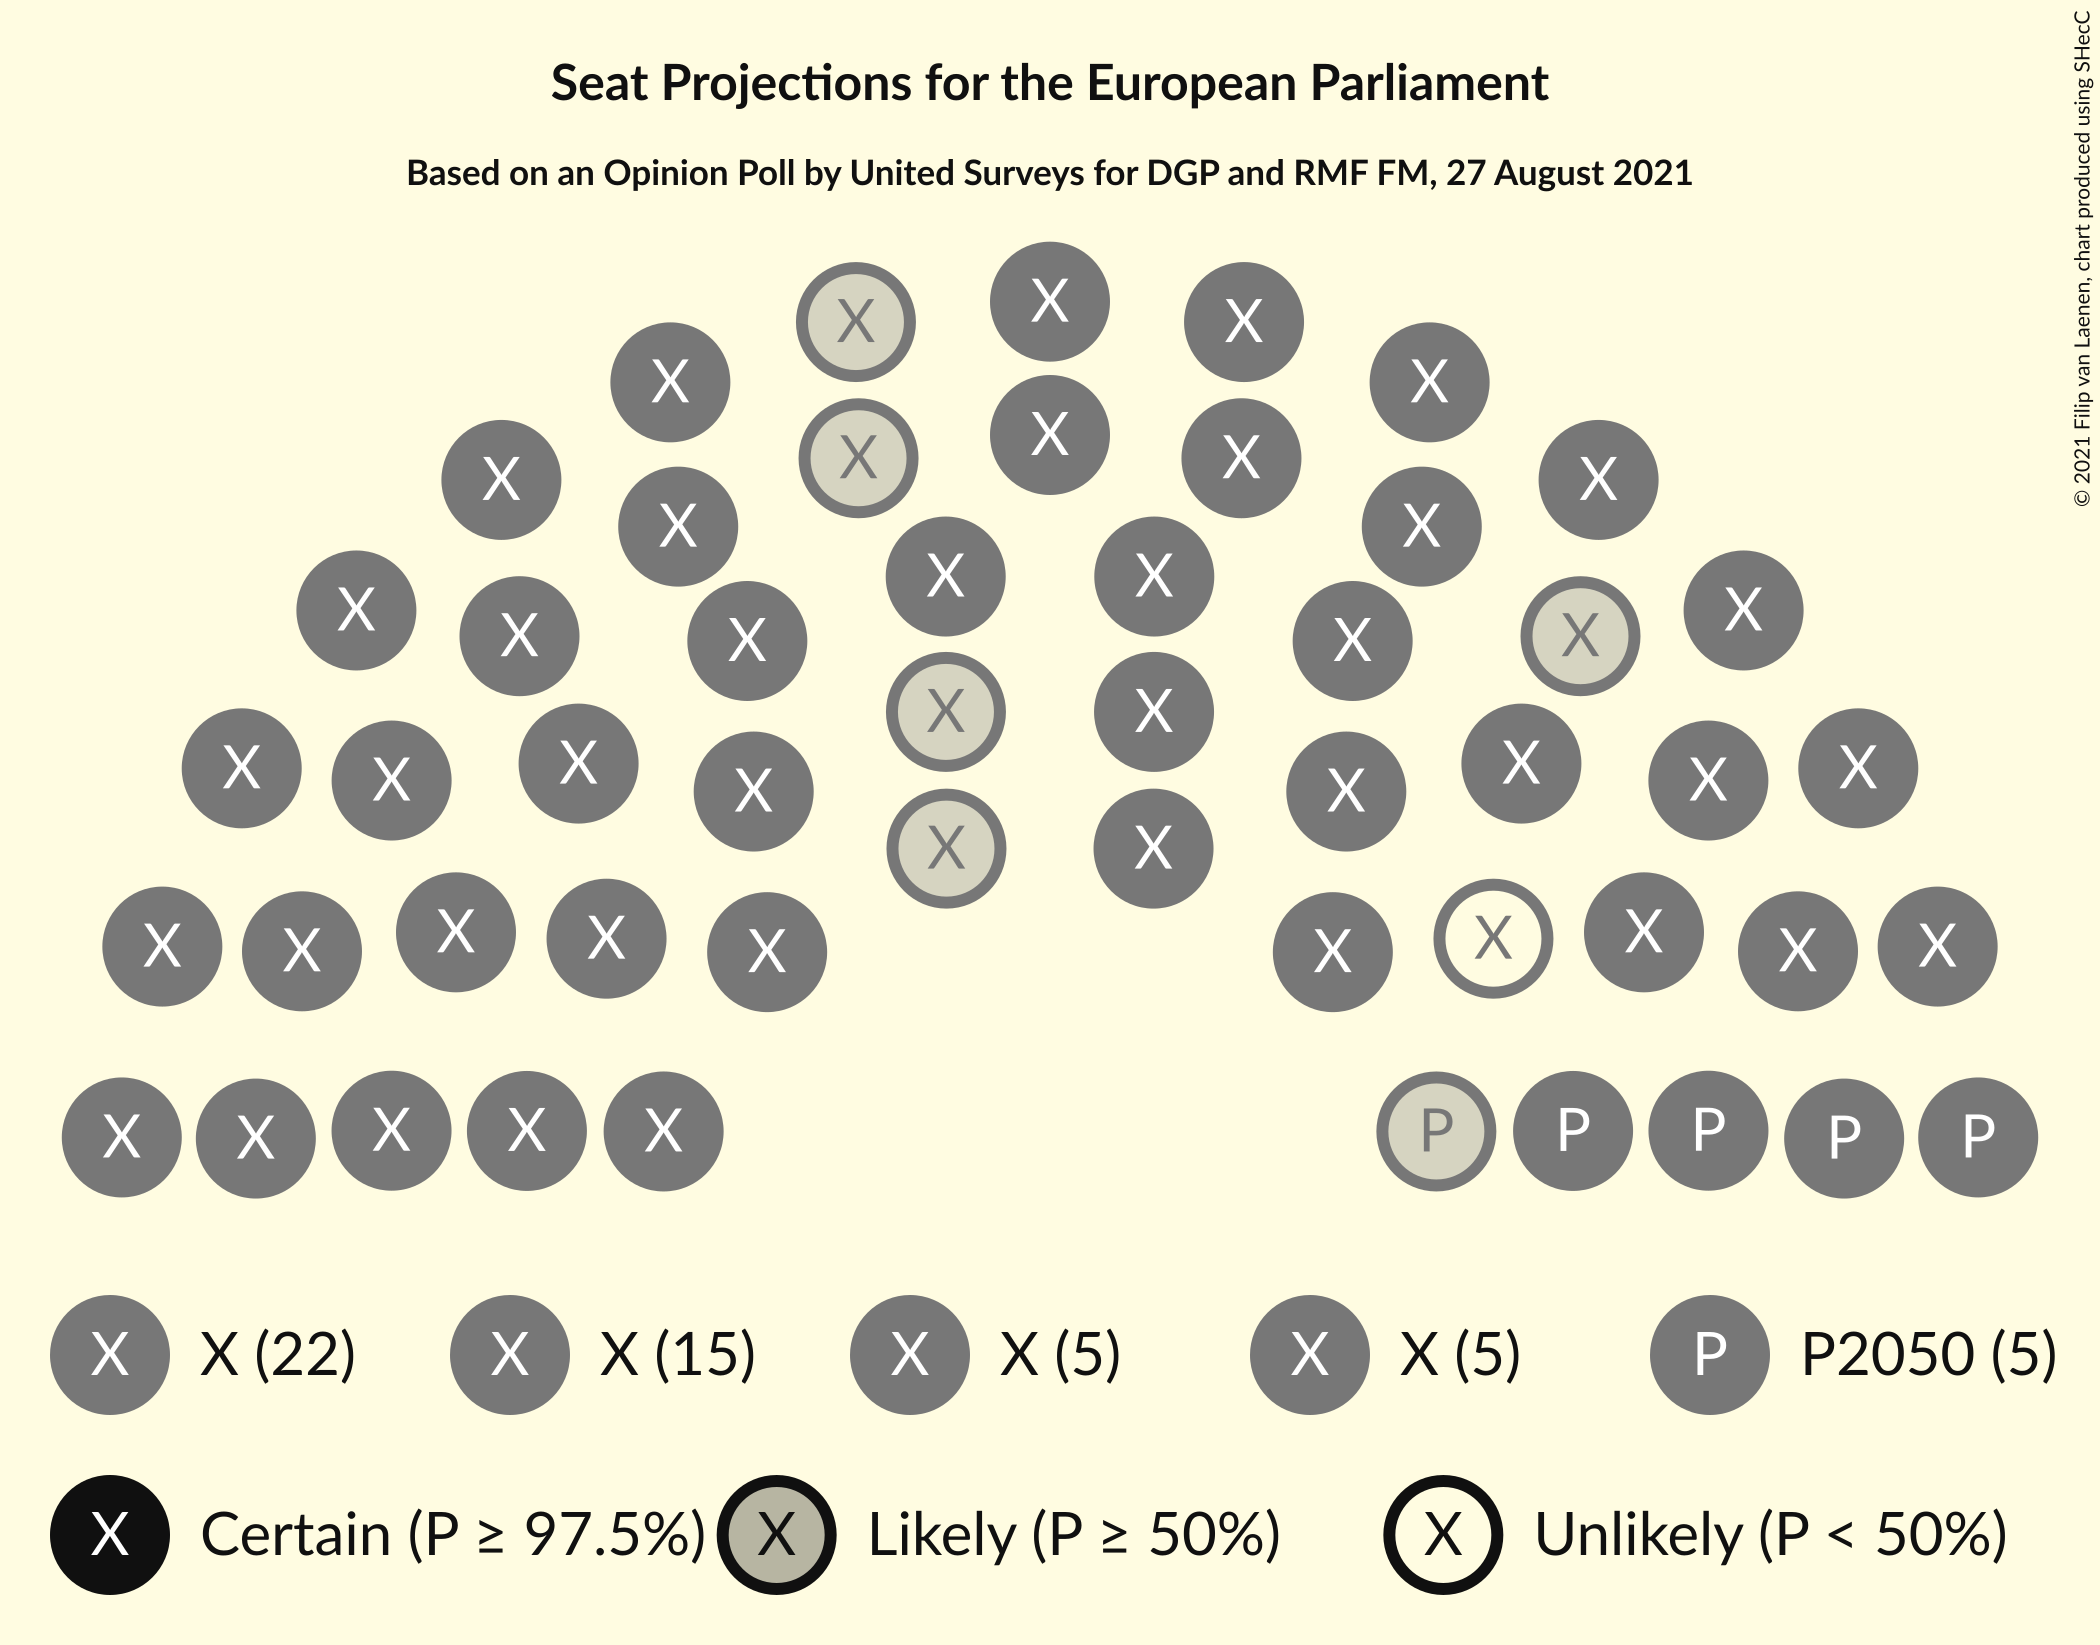 Seat Projections for the European Parliament
Based on an Opinion Poll by United Surveys for DGP and RMF FM, 27 August 2021
© 2021 Filip van Laenen, chart produced using SHecC
X X X X X
X X X X X
X X X X X
X X
X X X X
X X X X X
X X
X X X X X X X X
X X
X X X X X X X X X X
X X X X X P P P P P
X X (22) X X (15) X X (5) X X (5) P P2050 (5)
X Certain (P ≥ 97.5%) X Likely (P ≥ 50%) X Unlikely (P < 50%)